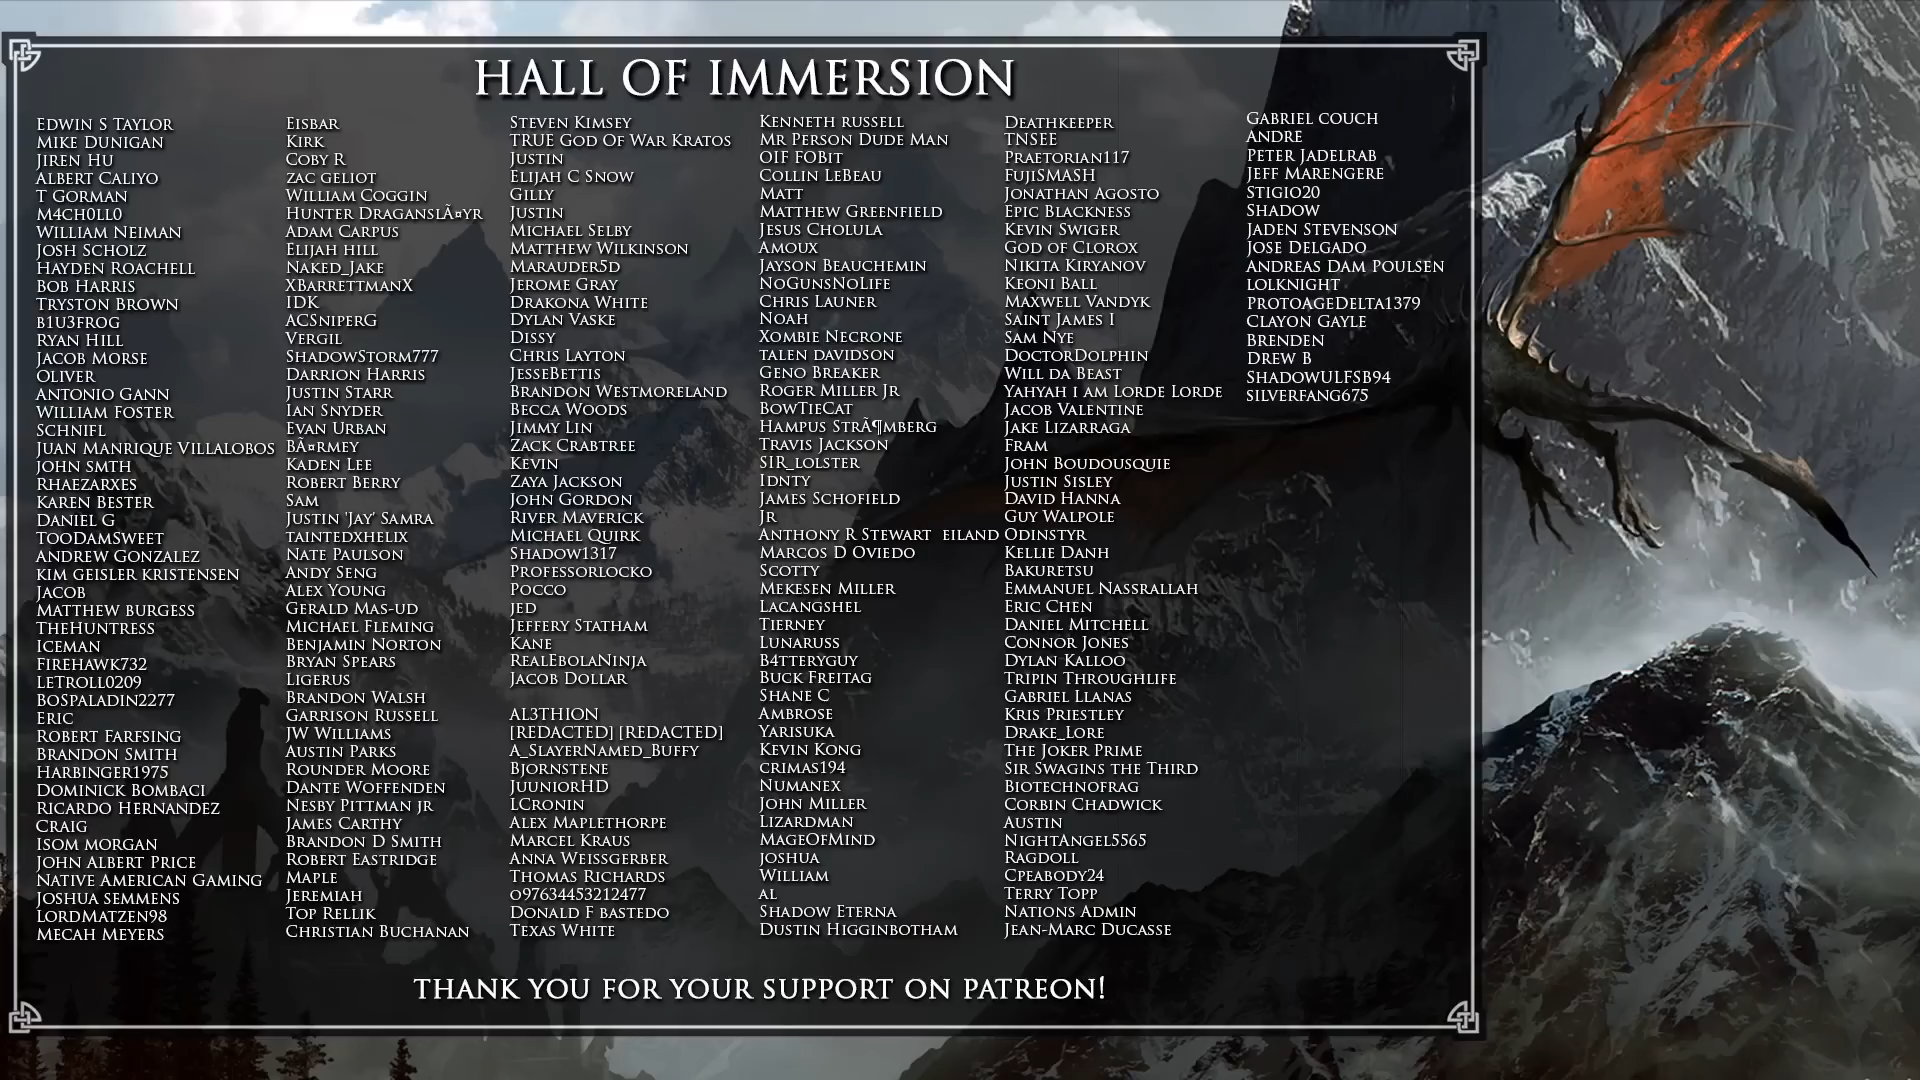 HALL OF IMMERSION
EDWIN S TAYLOR
MIKE DUNIGAN
JIREN HU
ALBERT CALIYO
T GORMAN
M4CH0LL0
WILLIAM NEIMAN
JOSH SCHOLZ
HAYDEN ROACHELL
BOB HARRIS
TRYSTON BROWN
B1U3FROG
RYAN HILL
JACOB MORSE
OLIVER
ANTONIO GANN
WILLIAM FOSTER
SCHNIFL
JUAN MANRIQUE VILLALOBOS
JOHN SMTH
RHAEZARXES
KAREN BESTER
DANIEL G
TOODAMSWEET
ANDREW GONZALEZ
KIM GEISLER KRISTENSEN
JACOB
MATTHEW BURGESS
THEHUNTRESS
ICEMAN
FIREHAWK732
LETROLL0209
BOSPALADIN2277
ERIC
ROBERT FARFSING
BRANDON SMITH
HARBINGER1975
DOMINICK BOMBACI
RICARDO HERNANDEZ
CRAIG
ISOM MORGAN
JOHN ALBERT PRICE
NATIVE AMERICAN GAMING
JOSHUA SEMMENS
LORDMATZEN98
MECAH MEYERS
EISBAR
KIRK
COBY R
ZAC GELIOT
WILLIAM COGGIN
HUNTER DRAGANSLÃ¤YR
ADAM CARPUS
ELIJAH HILL
NAKED_JAKE
XBARRETTMANX
IDK
ACSNIPERG
VERGIL
SHADOWSTORM777
DARRION HARRIS
JUSTIN STARR
IAN SNYDER
EVAN URBAN
BÃ¤RMEY
KADEN LEE
ROBERT BERRY
SAM
JUSTIN 'JAY' SAMRA
TAINTEDXHELIX
NATE PAULSON
ANDY SENG
ALEX YOUNG
GERALD MAS-UD
MICHAEL FLEMING
BENJAMIN NORTON
BRYAN SPEARS
LIGERUS
BRANDON WALSH
GARRISON RUSSELL
JW WILLIAMS
AUSTIN PARKS
ROUNDER MOORE
DANTE WOFFENDEN
NESBY PITTMAN JR
JAMES CARTHY
BRANDON D SMITH
ROBERT EASTRIDGE
MAPLE
JEREMIAH
TOP RELLIK
CHRISTIAN BUCHANAN
STEVEN KIMSEY
TRUE GOD OF WAR KRATOS
JUSTIN
ELIJAH C SNOW
GILLY
JUSTIN
MICHAEL SELBY
MATTHEW WILKINSON
MARAUDER5D
JEROME GRAY
DRAKONA WHITE
DYLAN VASKE
DISSY
CHRIS LAYTON
JESSEBETTIS
BRANDON WESTMORELAND
BECCA WOODS
JIMMY LIN
ZACK CRABTREE
KEVIN
ZAYA JACKSON
JOHN GORDON
RIVER MAVERICK
MICHAEL QUIRK
SHADOW1317
PROFESSORLOCKO
POCCO
JED
JEFFERY STATHAM
KANE
REALEBOLANINJA
JACOB DOLLAR
AL3THION
[REDACTED] [REDACTED]
A_SLAYERNAMED_BUFFY
BJORNSTENE
JUUNIORHD
LCRONIN
ALEX MAPLETHORPE
MARCEL KRAUS
ANNA WEISSGERBER
THOMAS RICHARDS
O97634453212477
DONALD F BASTEDO
TEXAS WHITE
KENNETH RUSSELL
MR PERSON DUDE MAN
OIF FOBIT
COLLIN LEBEAU
MATT
MATTHEW GREENFIELD
JESUS CHOLULA
AMOUX
JAYSON BEAUCHEMIN
NOGUNSNOLIFE
CHRIS LAUNER
NOAH
XOMBIE NECRONE
TALEN DAVIDSON
GENO BREAKER
ROGER MILLER JR
BOWTIECAT
HAMPUS STRÃ¶MBERG
TRAVIS JACKSON
SIR_LOLSTER
IDNTY
JAMES SCHOFIELD
JR
ANTHONY R STEWART EILAND
MARCOS D OVIEDO
SCOTTY
MEKESEN MILLER
LACANGSHEL
TIERNEY
LUNARUSS
B4TTERYGUY
BUCK FREITAG
SHANE C
AMBROSE
YARISUKA
KEVIN KONG
CRIMAS194
NUMANEX
JOHN MILLER
LIZARDMAN
MAGEOFMIND
JOSHUA
WILLIAM
AL
SHADOW ETERNA
DUSTIN HIGGINBOTHAM
DEATHKEEPER
TNSEE
PRAETORIAN117
FUJISMASH
JONATHAN AGOSTO
EPIC BLACKNESS
KEVIN SWIGER
GOD OF CLOROX
NIKITA KIRYANOV
KEONI BALL
MAXWELL VANDYK
SAINT JAMES I
SAM NYE
DOCTORDOLPHIN
WILL DA BEAST
YAHYAH I AM LORDE LORDE
JACOB VALENTINE
JAKE LIZARRAGA
FRAM
JOHN BOUDOUSQUIE
JUSTIN SISLEY
DAVID HANNA
GUY WALPOLE
ODINSTYR
KELLIE DANH
BAKURETSU
EMMANUEL NASSRALLAH
ERIC CHEN
DANIEL MITCHELL
CONNOR JONES
DYLAN KALLOO
TRIPIN THROUGHLIFE
GABRIEL LLANAS
KRIS PRIESTLEY
DRAKE_LORE
THE JOKER PRIME
SIR SWAGINS THE THIRD
BIOTECHNOFRAG
CORBIN CHADWICK
AUSTIN
NIGHTANGEL5565
RAGDOLL
CPEABODY24
TERRY TOPP
NATIONS ADMIN
JEAN-MARC DUCASSE
GABRIEL COUCH
ANDRE
PETER JADELRAB
JEFF MARENGERE
STIGIO20
SHADOW
JADEN STEVENSON
JOSE DELGADO
ANDREAS DAM POULSEN
LOLKNIGHT
PROTOAGEDELTA1379
CLAYON GAYLE
BRENDEN
DREW B
SHADOWULFSB94
SILVERFANG675
THANK YOU FOR YOUR SUPPORT ON PATREON!